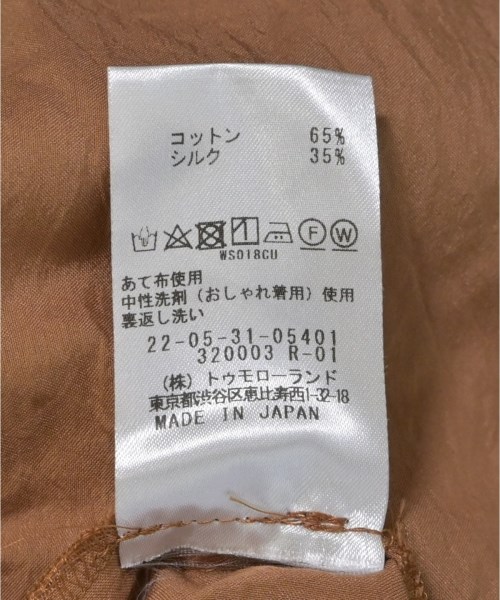 コットン 65%
シルク 35%
F W
WS018CU
あて布使用
中性洗剤（おしゃれ着用）使用
裏返し洗い
22-05-31-05401
320003 R-01
（株）トゥモローランド
東京都渋谷区恵比寿西1-32-18
MADE IN JAPAN